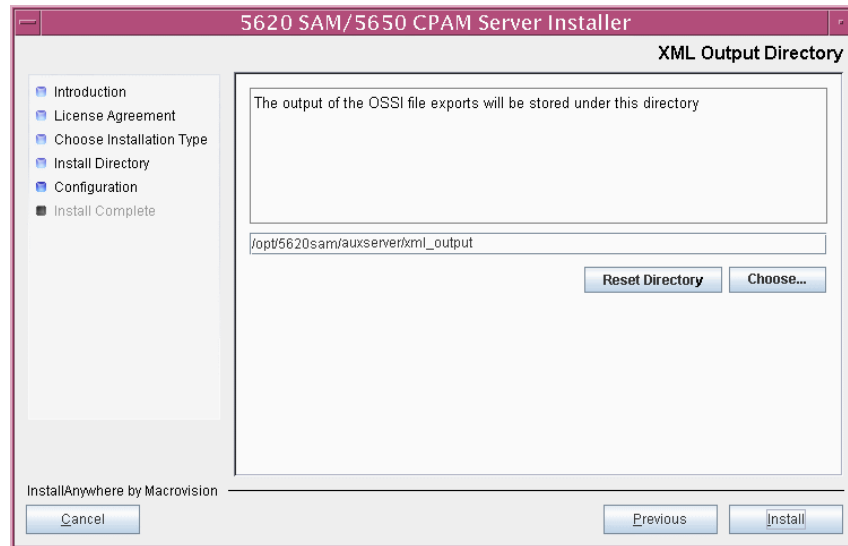 5620 SAM/5650 CPAM Server Installer
XML Output Directory
Introduction
License Agreement
Choose Installation Type
Install Directory
Configuration
Install Complete
The output of the OSSI file exports will be stored under this directory
/opt/5620sam/auxserver/xml_output
Reset Directory
Choose...
InstallAnywhere by Macrovision
Cancel
Previous
Install